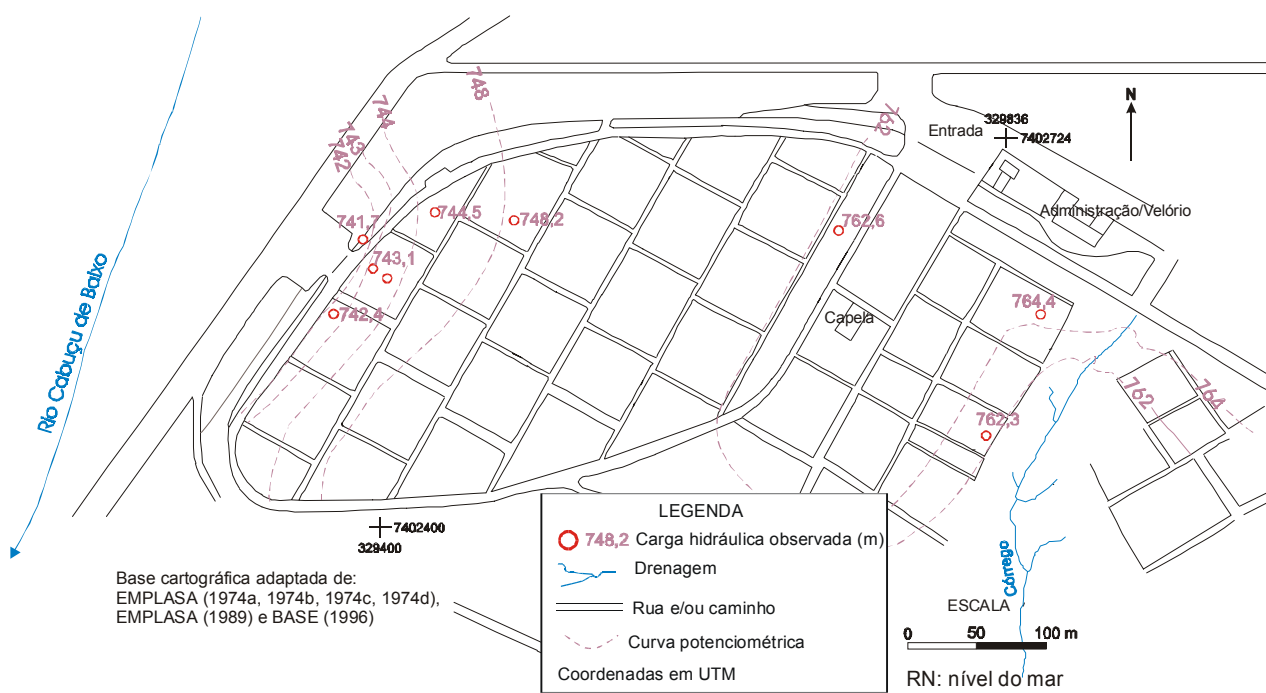 748
744
743
742
762
N
Entrada
329836
7402724
Administração/Velório
741,7
744,5
748,2
762,6
743,1
742,4
764,4
Capela
762
764
762,3
Rio Cabuçu de Baixo
Córrego
7402400
329400
Base cartográfica adaptada de:
EMPLASA (1974a, 1974b, 1974c, 1974d),
EMPLASA (1989) e BASE (1996)
LEGENDA
748,2 Carga hidráulica observada (m)
Drenagem
Rua e/ou caminho
Curva potenciométrica
Coordenadas em UTM
ESCALA
0 50 100 m
RN: nível do mar